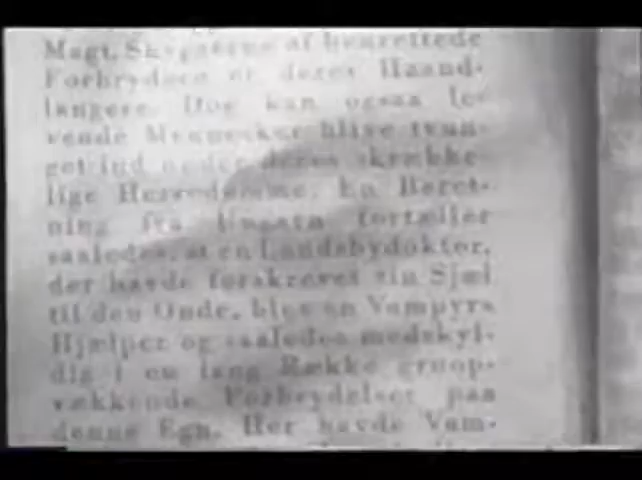 Magt. Skyggerne af henrettede
Forbrydere er deres Haand-
langere. Dog kan ogsaa le-
vende Mennesker blive tvun-
get ind under deres skrække-
lige Herredømme. En Beret-
ning fra Ungarn fortæller
saaledes, at en Landsbydoktor,
der havde forskrevet sin Sjæl
til den Onde, blev en Vampyrs
Hjælper og saaledes medskyl-
dig i en lang Række gruop-
vækkende Forbrydelser paa
denne Egn. Her havde Vam-